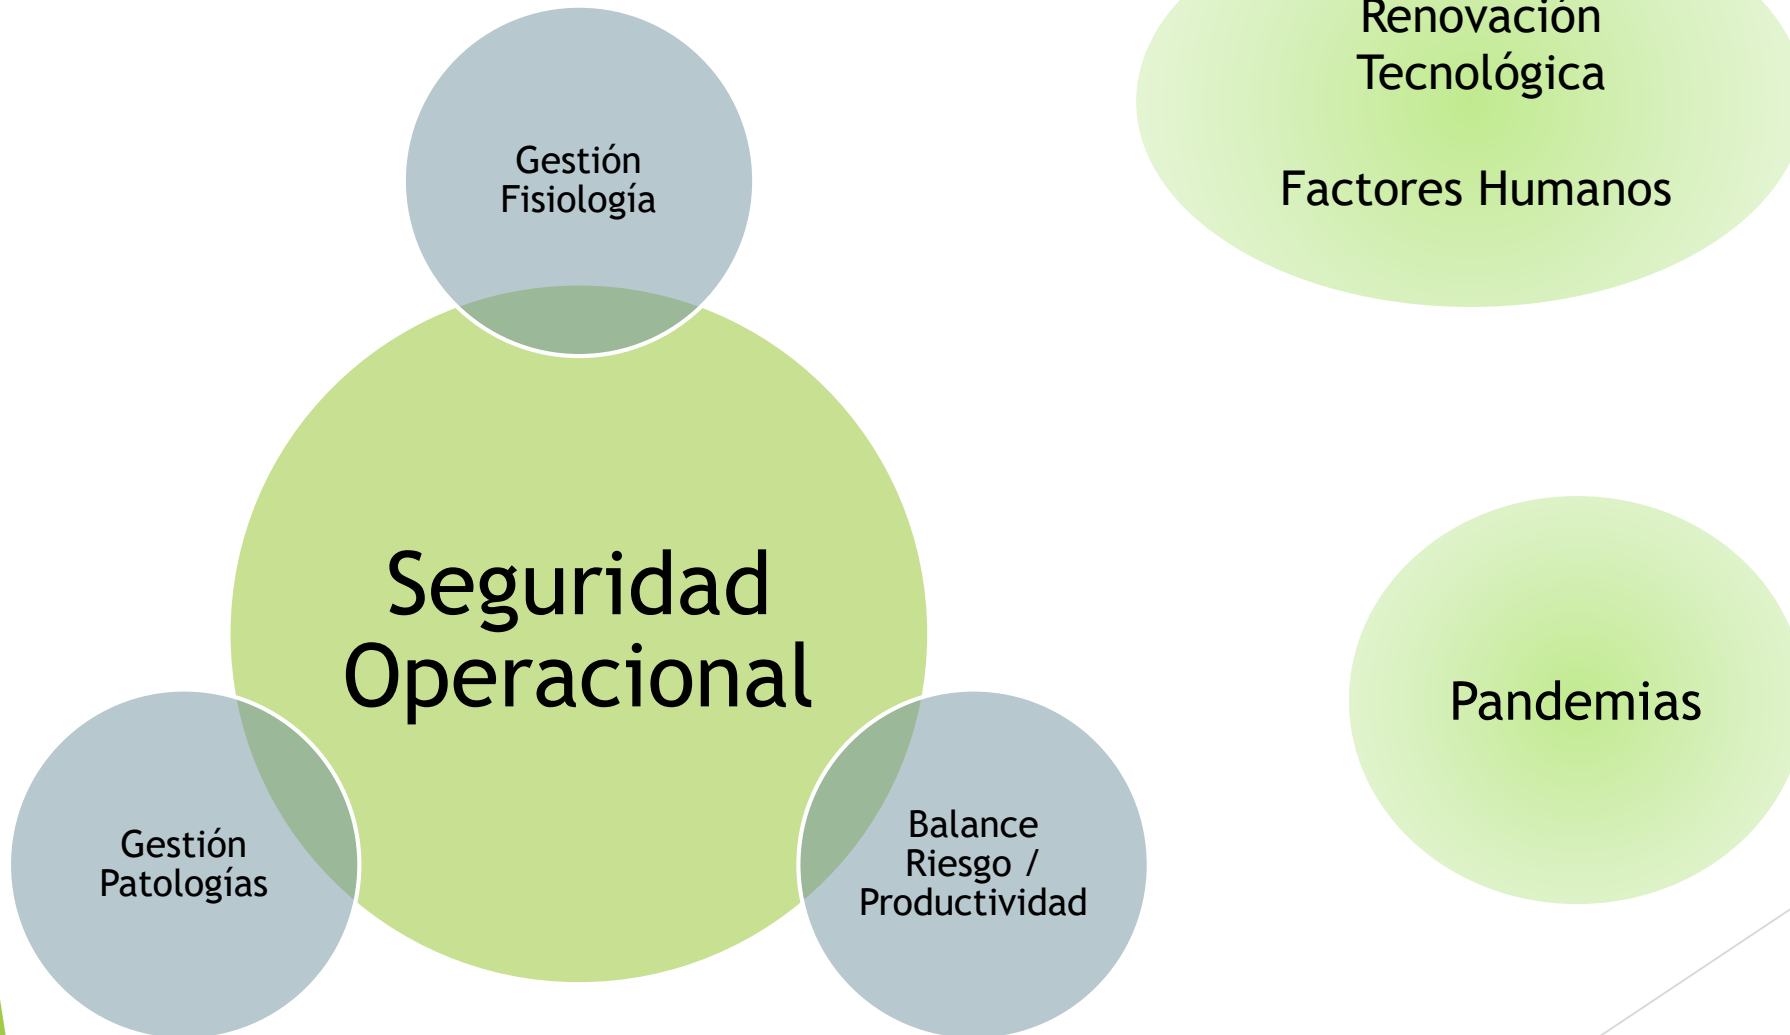 Gestión
Fisiología
Seguridad
Operacional
Gestión
Patologías
Balance
Riesgo /
Productividad
Renovación
Tecnológica
Factores Humanos
Pandemias